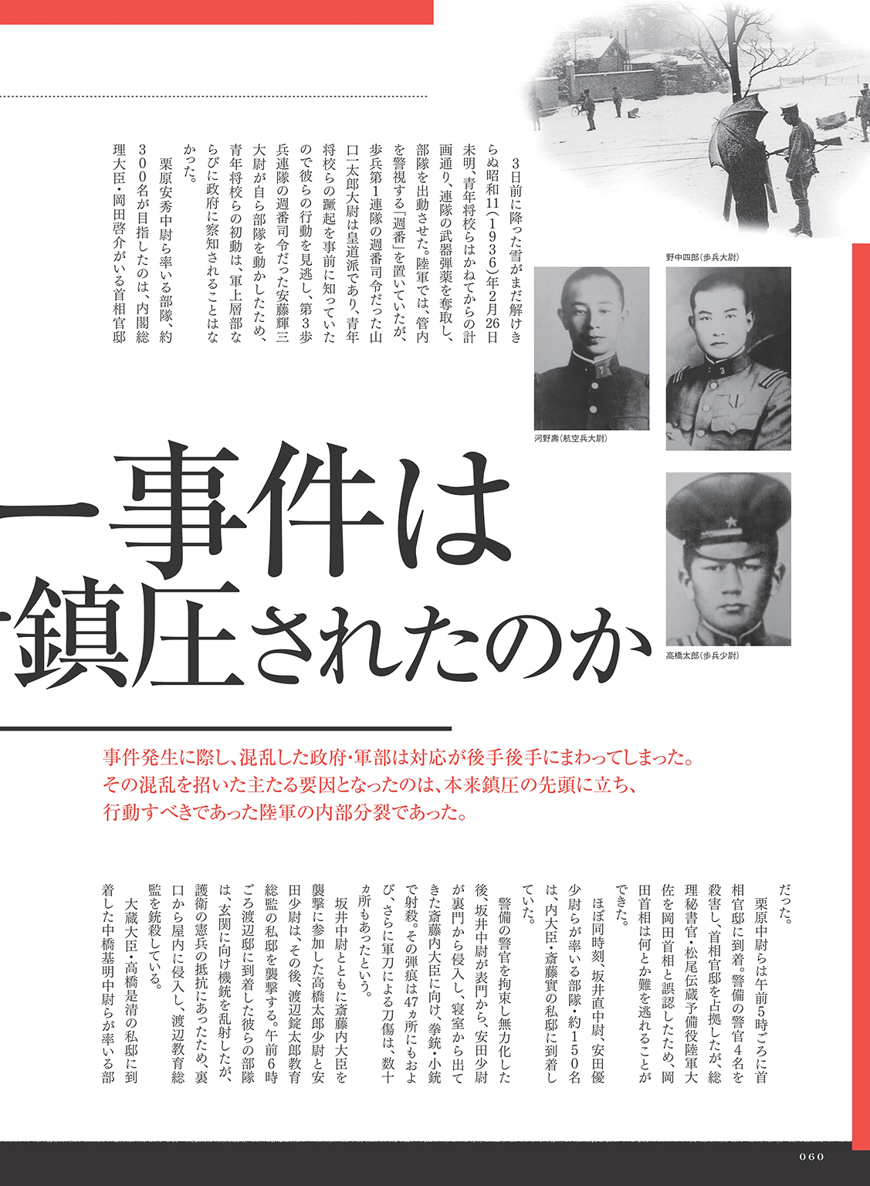 野中四郎（歩兵大尉）
河野壽（航空兵大尉）
高橋太郎（歩兵少尉）
3日前に降った雪がまだ解けき
らぬ昭和11（1936）年2月26日
未明、青年将校らはかねてからの計
画通り、連隊の武器弾薬を奪取し、
部隊を出動させた。陸軍では、管内
を警視する「週番」を置いていたが、
歩兵第1連隊の週番司令だった山
口一太郎大尉は皇道派であり、青年
将校らの蹶起を事前に知っていた
ので彼らの行動を見逃し、第3歩
兵連隊の週番司令だった安藤輝三
大尉が自ら部隊を動かしたため、
青年将校らの初動は、軍上層部な
らびに政府に察知されることはな
かった。
栗原安秀中尉ら率いる部隊、約
300名が目指したのは、内閣総
理大臣・岡田啓介がいる首相官邸
ー事件は
鎮圧されたのか
事件発生に際し、混乱した政府・軍部は対応が後手後手にまわってしまった。
その混乱を招いた主たる要因となったのは、本来鎮圧の先頭に立ち、
行動すべきであった陸軍の内部分裂であった。
だった。
栗原中尉らは午前5時ごろに首
相官邸に到着。警備の警官4名を
殺害し、首相官邸を占拠したが、総
理秘書官・松尾伝蔵予備役陸軍大
佐を岡田首相と誤認したため、岡
田首相は何とか難を逃れることが
できた。
ほぼ同時刻、坂井直中尉、安田優
少尉らが率いる部隊・約150名
は、内大臣・斎藤實の私邸に到着し
ていた。
警備の警官を拘束し無力化した
後、坂井中尉が表門から、安田少尉
が裏門から侵入し、寝室から出て
きた斎藤内大臣に向け、拳銃・小銃
で射殺。その弾痕は47ヵ所にもおよ
び、さらに軍刀による刀傷は、数十
ヵ所もあったという。
坂井中尉とともに斎藤内大臣を
襲撃に参加した高橋太郎少尉と安
田少尉は、その後、渡辺錠太郎教育
総監の私邸を襲撃する。午前6時
ごろ渡辺邸に到着した彼らの部隊
は、玄関に向け機銃を乱射したが、
護衛の憲兵の抵抗にあったため、裏
口から屋内に侵入し、渡辺教育総
監を銃殺している。
大蔵大臣・高橋是清の私邸に到
着した中橋基明中尉らが率いる部
060